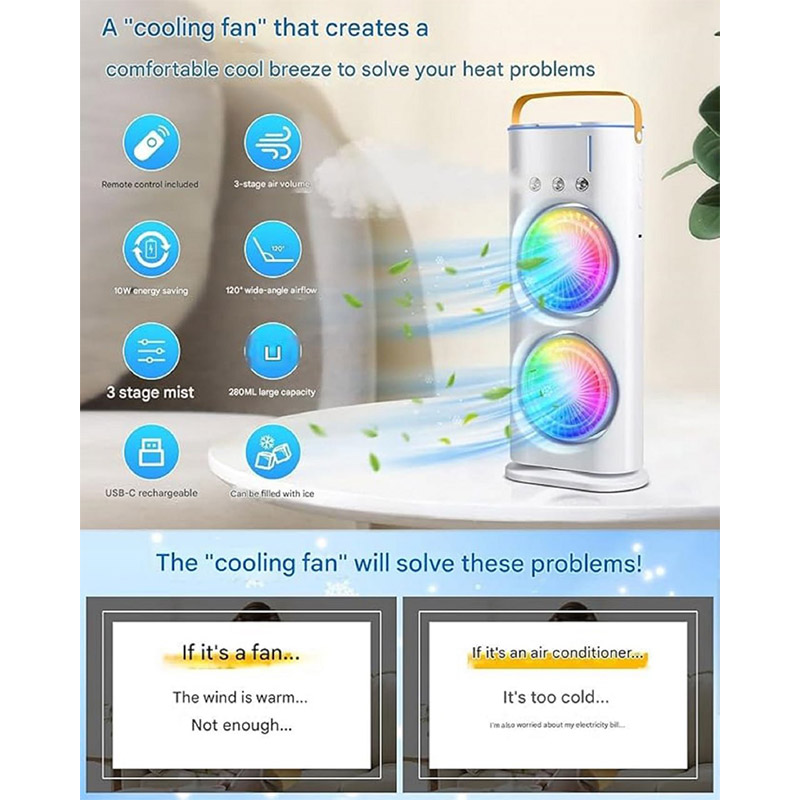 A "cooling fan" that creates a
comfortable cool breeze to solve your heat problems
Remote control included
3-stage air volume
10W energy saving
120°
120° wide-angle airflow
3 stage mist
280ML large capacity
USB-C rechargeable
Can be filled with ice
The "cooling fan" will solve these problems!
If it's a fan...
The wind is warm...
Not enough...
If it's an air conditioner...
It's too cold...
I'm also worried about my electricity bill...